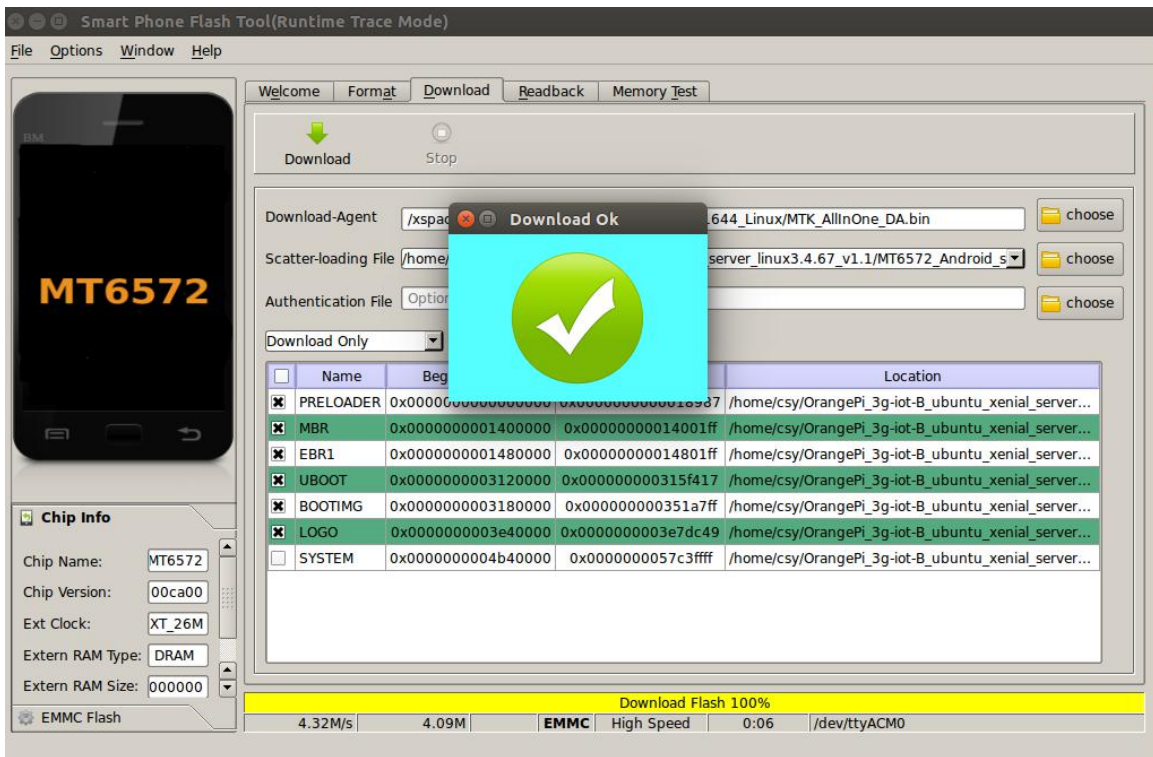 Smart Phone Flash Tool(Runtime Trace Mode)
File Options Window Help
Welcome Format Download Readback Memory Test
Download Stop
BM
MT6572
Download-Agent /xspac .644_Linux/MTK_AllInOne_DA.bin choose
Download Ok
Scatter-loading File /home/ server_linux3.4.67_v1.1/MT6572_Android_s choose
Authentication File Option choose
Download Only
Name Beg Location
PRELOADER 0x0000000000000000 0x0000000000018987 /home/csy/OrangePi_3g-iot-B_ubuntu_xenial_server...
MBR 0x0000000001400000 0x00000000014001ff /home/csy/OrangePi_3g-iot-B_ubuntu_xenial_server...
EBR1 0x0000000001480000 0x00000000014801ff /home/csy/OrangePi_3g-iot-B_ubuntu_xenial_server...
UBOOT 0x0000000003120000 0x000000000315f417 /home/csy/OrangePi_3g-iot-B_ubuntu_xenial_server...
BOOTIMG 0x0000000003180000 0x000000000351a7ff /home/csy/OrangePi_3g-iot-B_ubuntu_xenial_server...
LOGO 0x0000000003e40000 0x0000000003e7dc49 /home/csy/OrangePi_3g-iot-B_ubuntu_xenial_server...
SYSTEM 0x0000000004b40000 0x0000000057c3ffff /home/csy/OrangePi_3g-iot-B_ubuntu_xenial_server...
Chip Info
Chip Name: MT6572
Chip Version: 00ca00
Ext Clock: XT_26M
Extern RAM Type: DRAM
Extern RAM Size: 000000
EMMC Flash
Download Flash 100%
4.32M/s 4.09M EMMC High Speed 0:06 /dev/ttyACM0